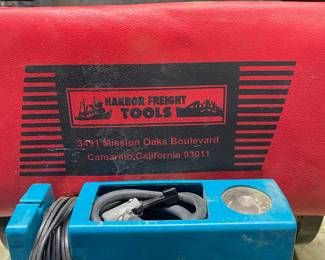 HARBOR FREIGHT
TOOLS
3491 Mission Oaks Boulevard
Camarillo, California 93011